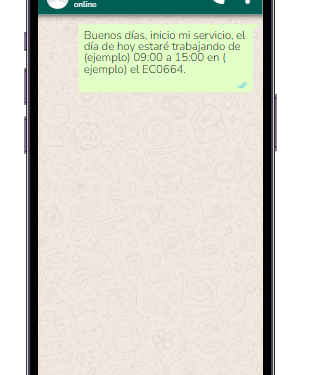 online
Buenos días, inicio mi servicio, el
día de hoy estaré trabajando de
(ejemplo) 09:00 a 15:00 en (
ejemplo) el EC0664.